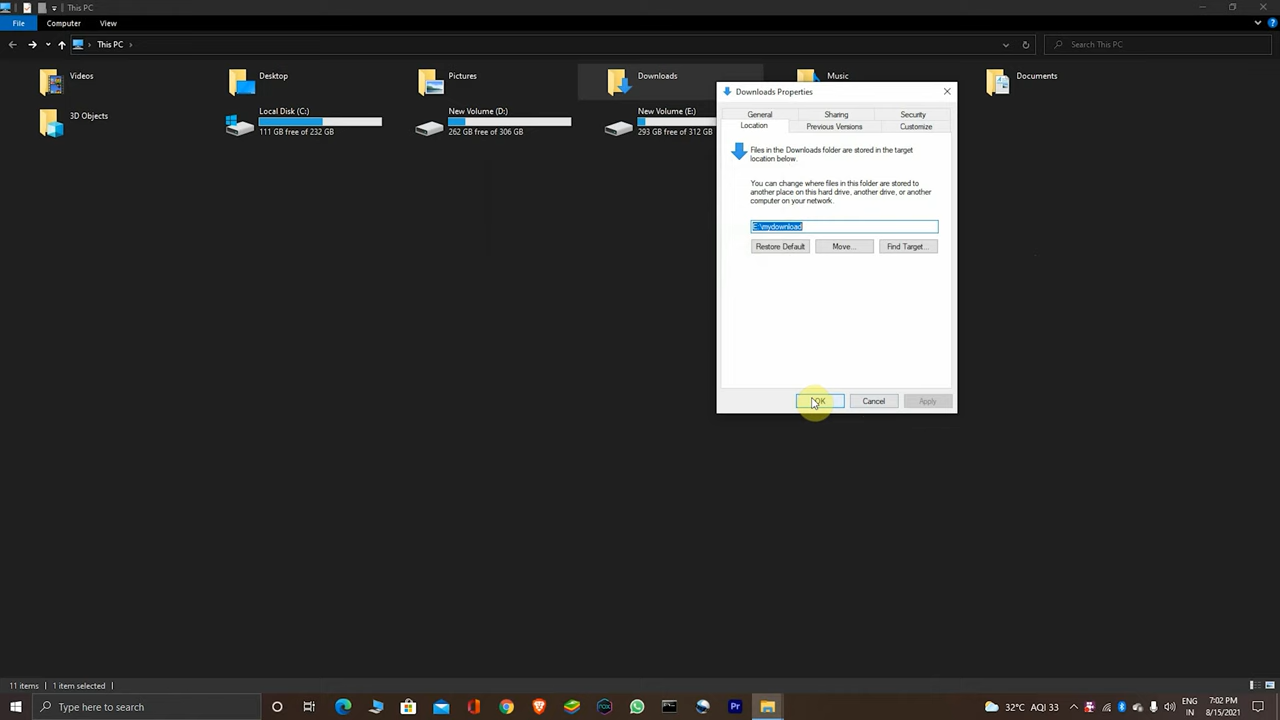 This PC
File Computer View
This PC
Search This PC
Videos Desktop Pictures Downloads Music Documents
3D Objects
Local Disk (C:)
111 GB free of 232 GB
New Volume (D:)
262 GB free of 306 GB
New Volume (E:)
295 GB free of 312 GB
Downloads Properties
General Sharing Security
Location Previous Versions Customize
Files in the Downloads folder are stored in the target
location below.
You can change where files in this folder are stored to
another place on this hard drive, another drive, or another
computer on your network.
E:\mydownload
Restore Default Move... Find Target...
OK Cancel Apply
11 items 1 item selected
Type here to search
32°C AQI 33
ENG
IN
7:02 PM
8/15/2021